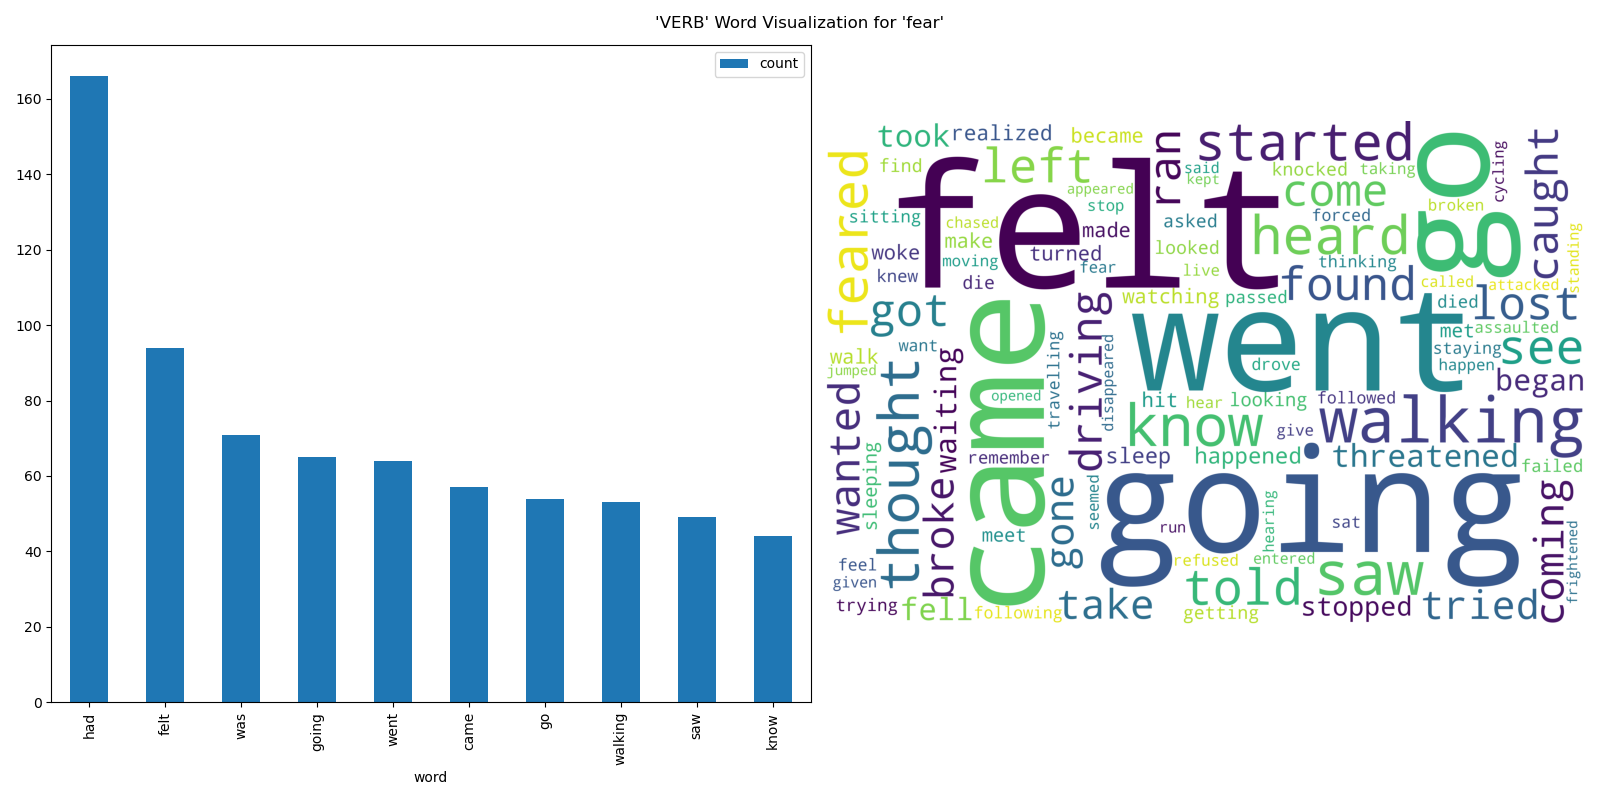 'VERB' Word Visualization for 'fear'
count
160
140
120
100
80
60
40
20
0
had
felt
was
going
went
came
go
walking
saw
know
word
took
realized
became
find
left
ran
said
kept
started
knocked
taking
go
cycling
caught
feared
sitting
felt
appeared
stop
chased
make
moving
made
turned
fear
asked
looked
live
come
forced
heard
broken
thinking
standing
woke
knew
die
got
came
watching
passed
found
called
attacked
died
lost
want
walk
jumped
driving
disappeared
travelling
went
drove
met
assaulted
staying
happen
see
began
wanted
thought
waiting
opened
hit
hear
looking
followed
know
give
walking
sleeping
broke
remember
sleep
happened
threatened
failed
gone
seemed
going
run
hearing
sat
coming
frightened
meet
feel
given
refused
entered
told
saw
trying
fell
following
take
getting
stopped
tried